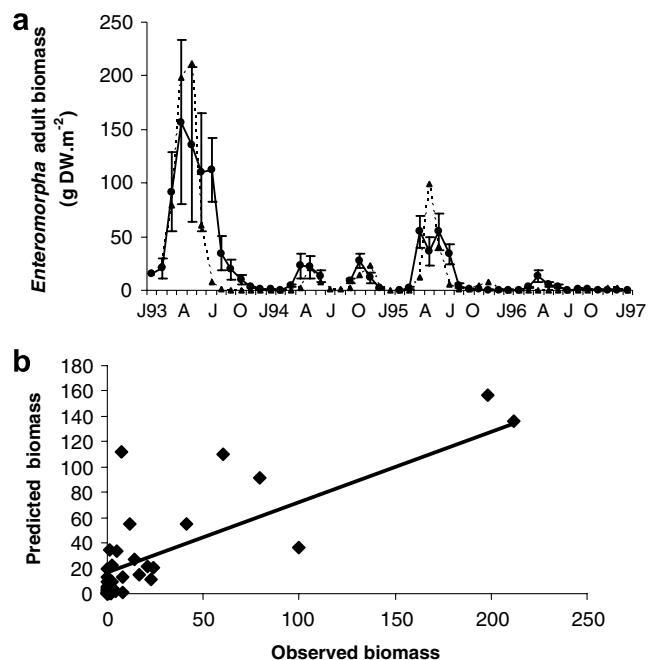 a
Enteromorpha adult biomass
(g DW.m-2)
250
200
150
100
50
0
J93 A J O J94 A J O J95 A J O J96 A J O J97
b
Predicted biomass
180
160
140
120
100
80
60
40
20
0
0 50 100 150 200 250
Observed biomass